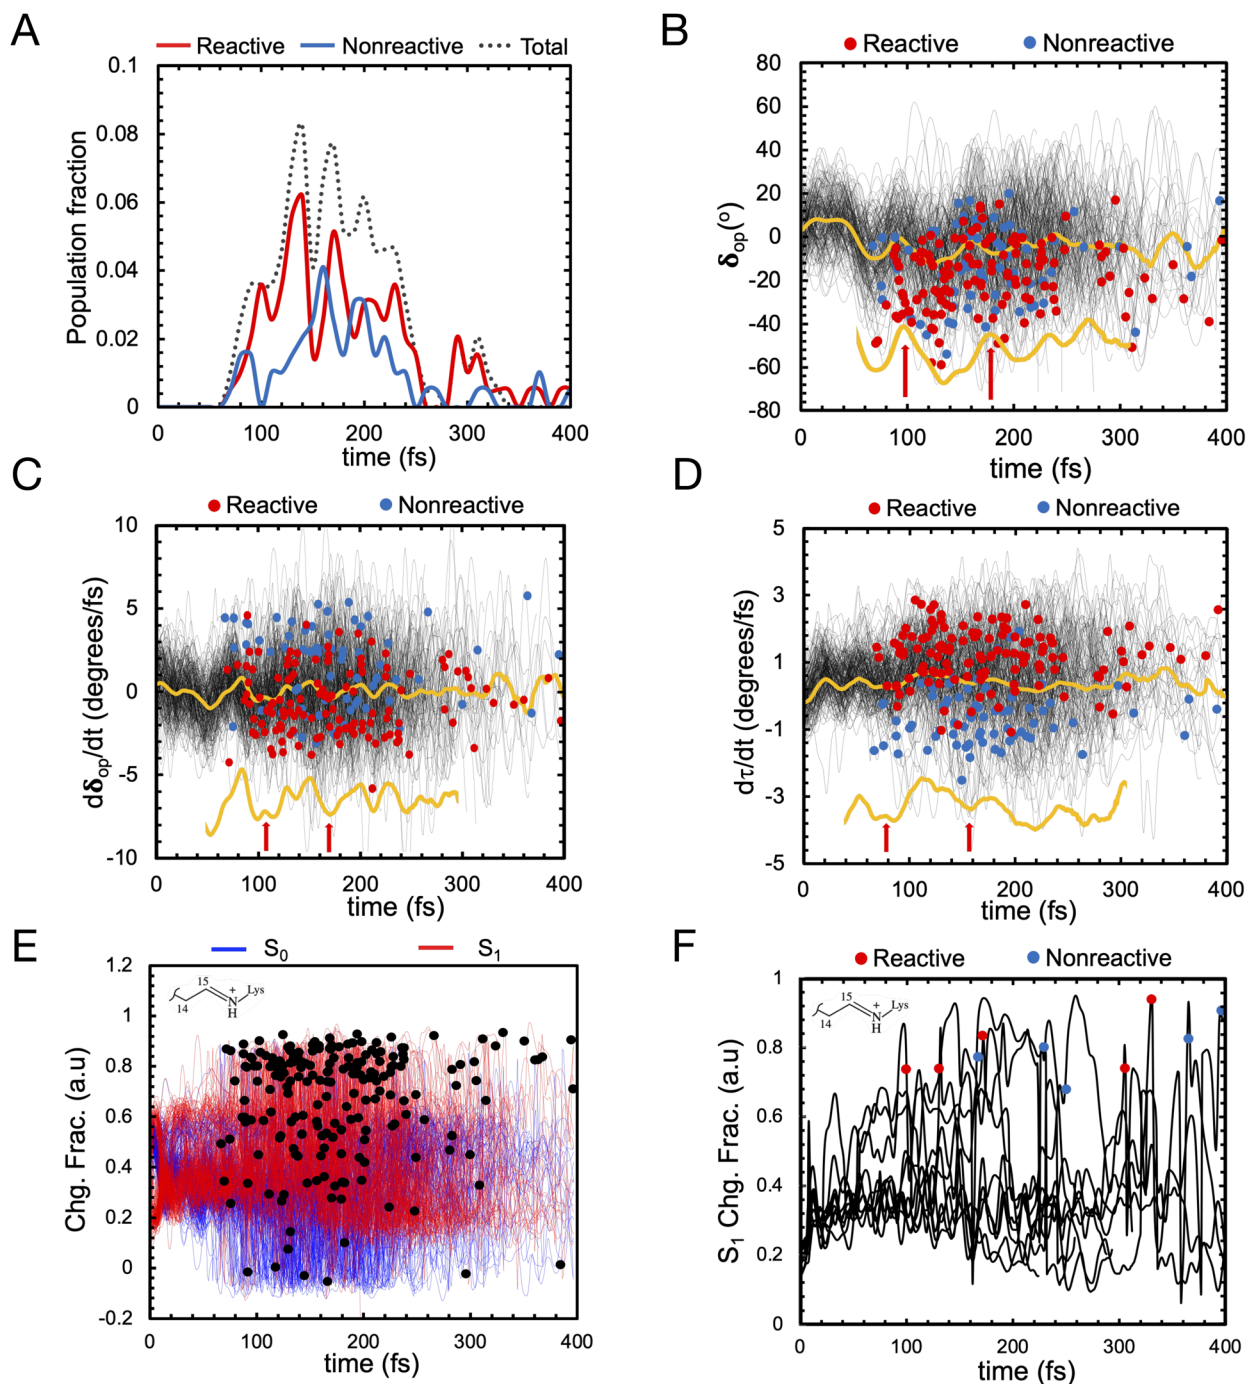 A
Reactive Nonreactive Total
0.1
0.08
0.06
0.04
0.02
0
Population fraction
100 200 300 400
time (fs)
B
Reactive Nonreactive
80
60
40
20
0
-20
-40
-60
-80
δop(o)
0 100 200 300 400
time (fs)
C
Reactive Nonreactive
10
5
0
-5
-10
dδop/dt (degrees/fs)
0 100 200 300 400
time (fs)
D
Reactive Nonreactive
5
3
1
-1
-3
-5
dτ/dt (degrees/fs)
0 100 200 300 400
time (fs)
E
S0 S1
1.2
1.0
0.8
0.6
0.4
0.2
0
-0.2
Chg. Frac. (a.u)
15
14
+
N
H
Lys
0 100 200 300 400
time (fs)
F
Reactive Nonreactive
1
0.8
0.6
0.4
0.2
0
S1 Chg. Frac. (a.u)
15
14
+
N
H
Lys
0 100 200 300 400
time (fs)